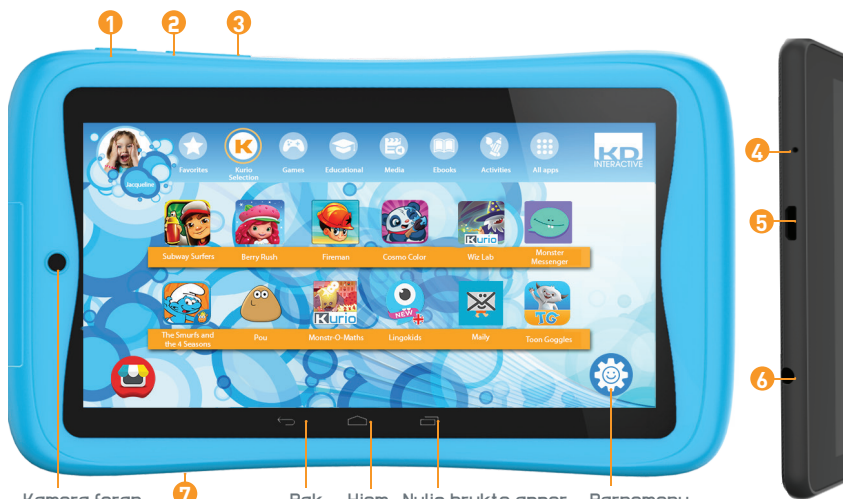 1
2
3
4
5
6
7
Jacqueline
Favorites
Kurio
Selection
Games
Educational
Media
Ebooks
Activities
All apps
KD
INTERACTIVE
Subway Surfers
Berry Rush
Fireman
Cosmo Color
Wiz Lab
Monster
Messenger
Kurio
The Smurfs and
the 4 Seasons
Pou
Monstr-O-Maths
Lingokids
Maily
Toon Goggles
Kurio
NEW
TG
Kamera foran
Bak
Hjem
Nylig brukte apper
Barnemeny